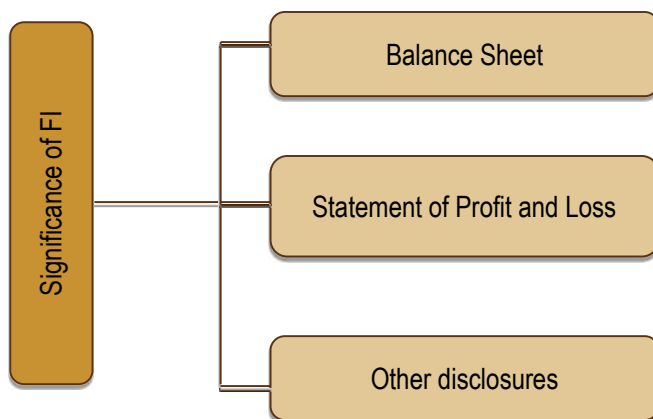 Significance of FI
Balance Sheet
Statement of Profit and Loss
Other disclosures